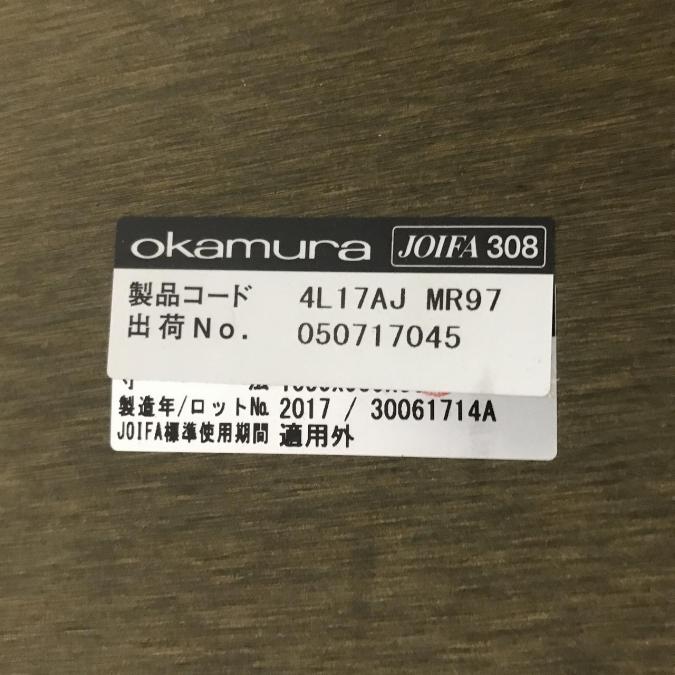 okamura JOIFA 308
製品コード 4L17AJ MR97
出荷No. 050717045
製造年/ロットNo. 2017 / 30061714A
JOIFA標準使用期間 適用外